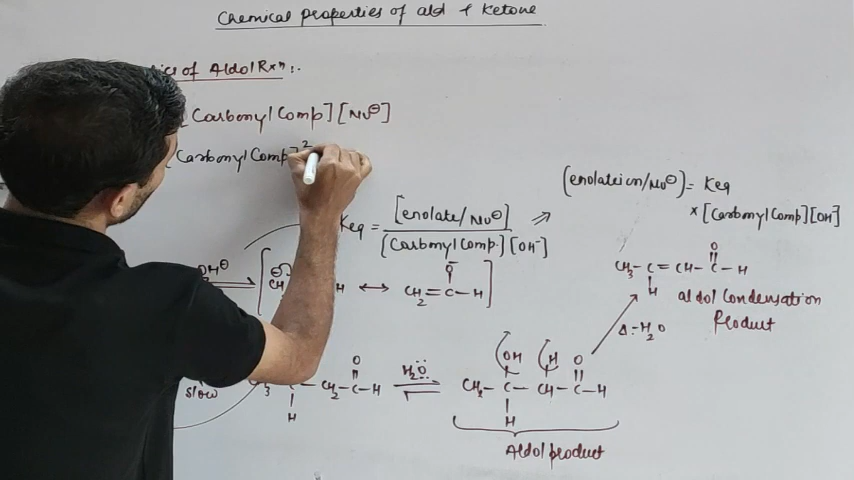 Chemical properties of ald + Ketone
tics of Aldol Rxn:.
[Carbonyl Comp] [Nu⊖]
[Carbonyl Comp]²
Keq = [enolate/Nu⊖] / [Carbonyl Comp.] [OH⁻] ⇒
(enolate ion/Nu⊖) = Keq
× [Carbonyl Comp] [OH]
OH⊖
CH₂=C–H
O
CH₃–C=CH–C–H
O
H
aldol Condensation
Product
Δ:-H₂O
Slow
CH₂–C–H
O
H
H₂O
CH₃–C–CH–C–H
OH H O
H
Aldol product